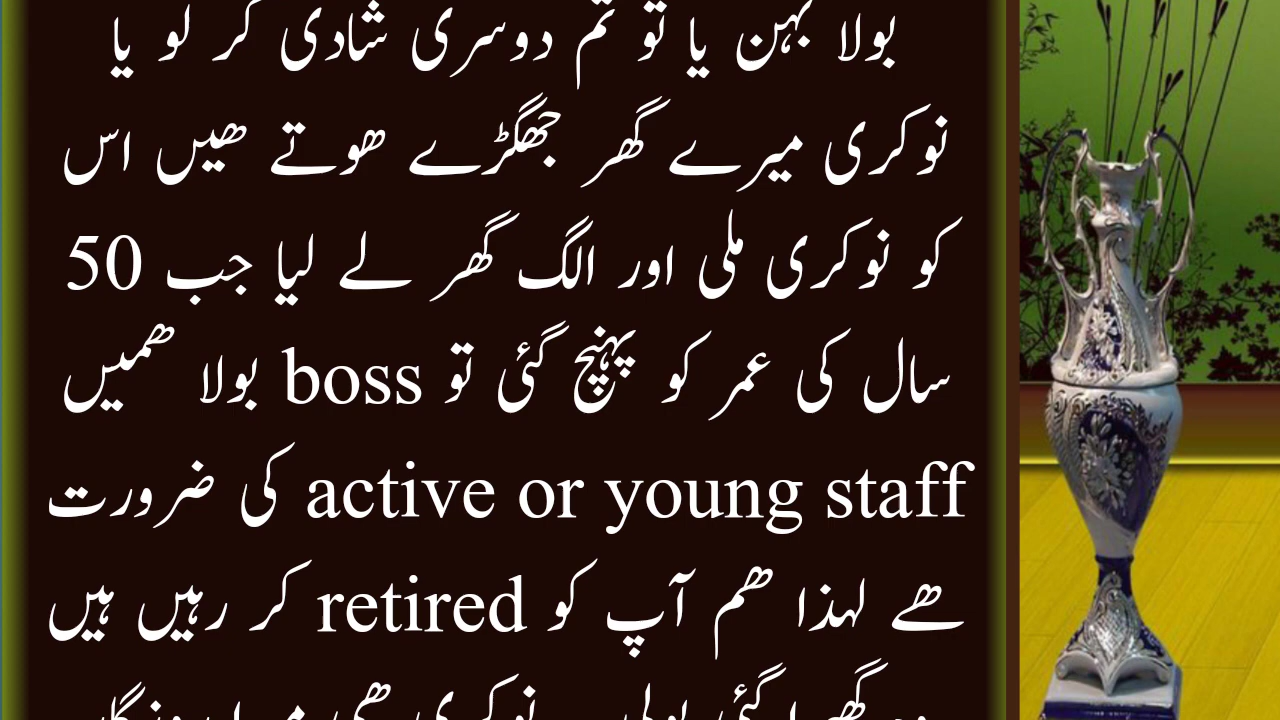 بولا بہن یا تو تم دوسری شادی کر لو یا
نوکری میرے گھر جھگڑے ھوتے ھیں اس
کو نوکری ملی اور الگ گھر لے لیا جب 50
سال کی عمر کو پہنچ گئی تو boss بولا ھمیں
active or young staff کی ضرورت
ھے لہذا ھم آپ کو retired کر رہیں ہیں